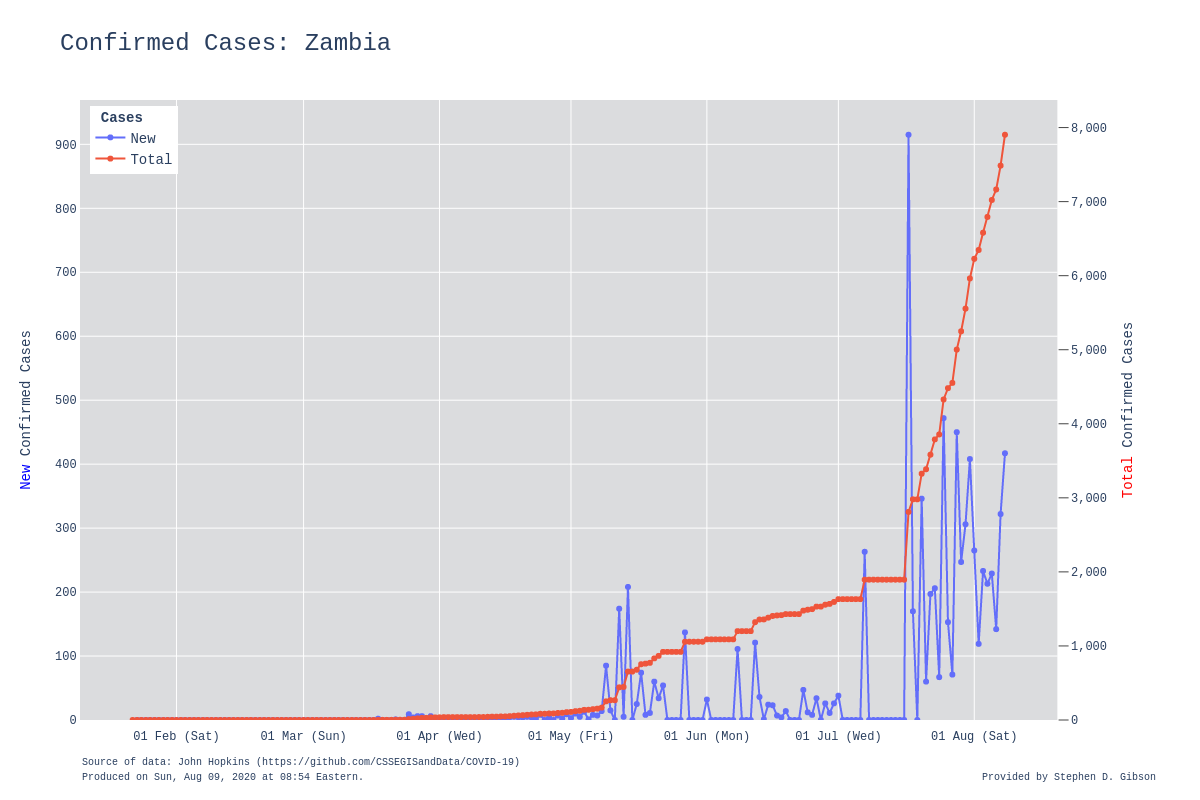 Confirmed Cases: Zambia
Cases
New
Total
900
800
700
600
500
400
300
200
100
0
8,000
7,000
6,000
5,000
4,000
3,000
2,000
1,000
0
New Confirmed Cases
Total Confirmed Cases
01 Feb (Sat)
01 Mar (Sun)
01 Apr (Wed)
01 May (Fri)
01 Jun (Mon)
01 Jul (Wed)
01 Aug (Sat)
Source of data: John Hopkins (https://github.com/CSSEGISandData/COVID-19)
Produced on Sun, Aug 09, 2020 at 08:54 Eastern.
Provided by Stephen D. Gibson